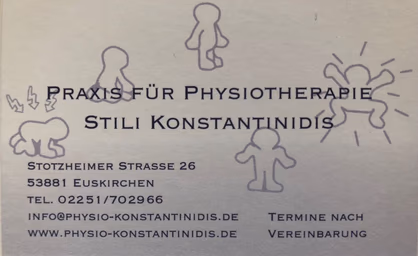 PRAXIS FÜR PHYSIOTHERAPIE
STILI KONSTANTINIDIS
STOTZHEIMER STRASSE 26
53881 EUSKIRCHEN
TEL. 02251/702966
INFO@PHYSIO-KONSTANTINIDIS.DE TERMINE NACH
WWW.PHYSIO-KONSTANTINIDIS.DE VEREINBARUNG